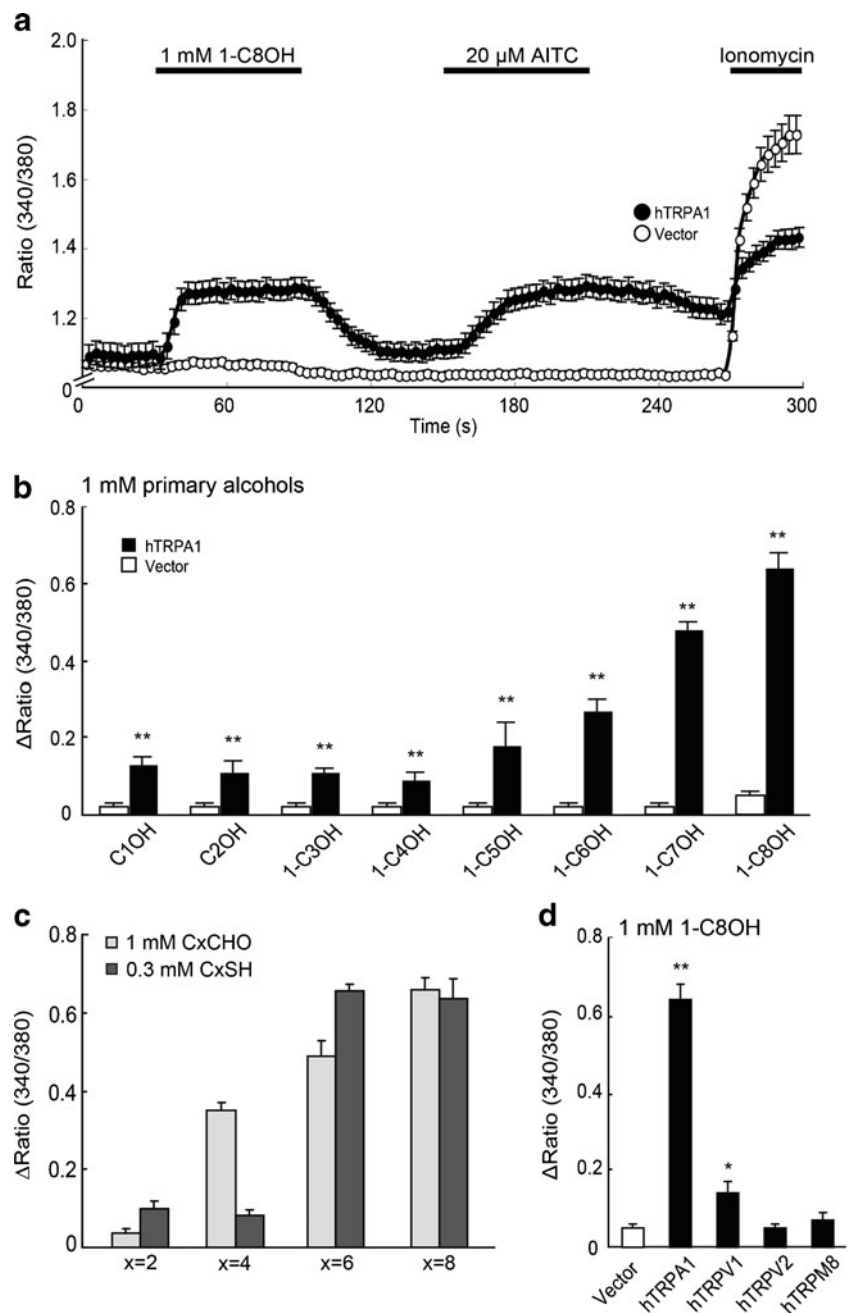 a
2.0
1 mM 1-C8OH
20 μM AITC
Ionomycin
1.8
1.6
1.4
1.2
1.0
0
Ratio (340/380)
hTRPA1
Vector
0
60
120
180
240
300
Time (s)
b
1 mM primary alcohols
0.8
0.6
0.4
0.2
0
ΔRatio (340/380)
hTRPA1
Vector
**
**
**
**
**
**
**
**
C1OH
C2OH
1-C3OH
1-C4OH
1-C5OH
1-C6OH
1-C7OH
1-C8OH
c
0.8
0.6
0.4
0.2
0
ΔRatio (340/380)
1 mM CxCHO
0.3 mM CxSH
x=2
x=4
x=6
x=8
d
1 mM 1-C8OH
0.8
0.6
0.4
0.2
0
ΔRatio (340/380)
**
*
Vector
hTRPA1
hTRPV1
hTRPV2
hTRPM8